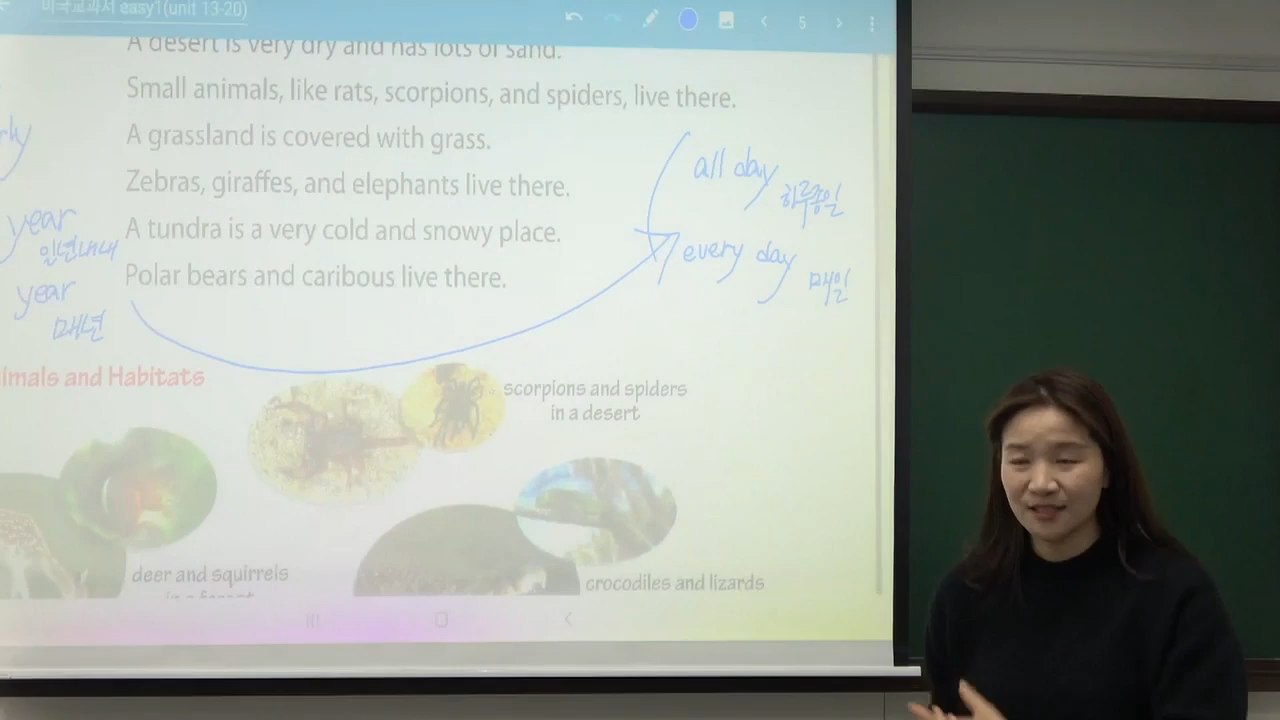 미국교과서 easy1(unit 13-20)
5
A desert is very dry and has lots of sand.
Small animals, like rats, scorpions, and spiders, live there.
A grassland is covered with grass.
Zebras, giraffes, and elephants live there.
A tundra is a very cold and snowy place.
Polar bears and caribous live there.
rly
year
일년내내
year
매년
all day
하루종일
every day
매일
imals and Habitats
scorpions and spiders
in a desert
deer and squirrels
in a forest
crocodiles and lizards